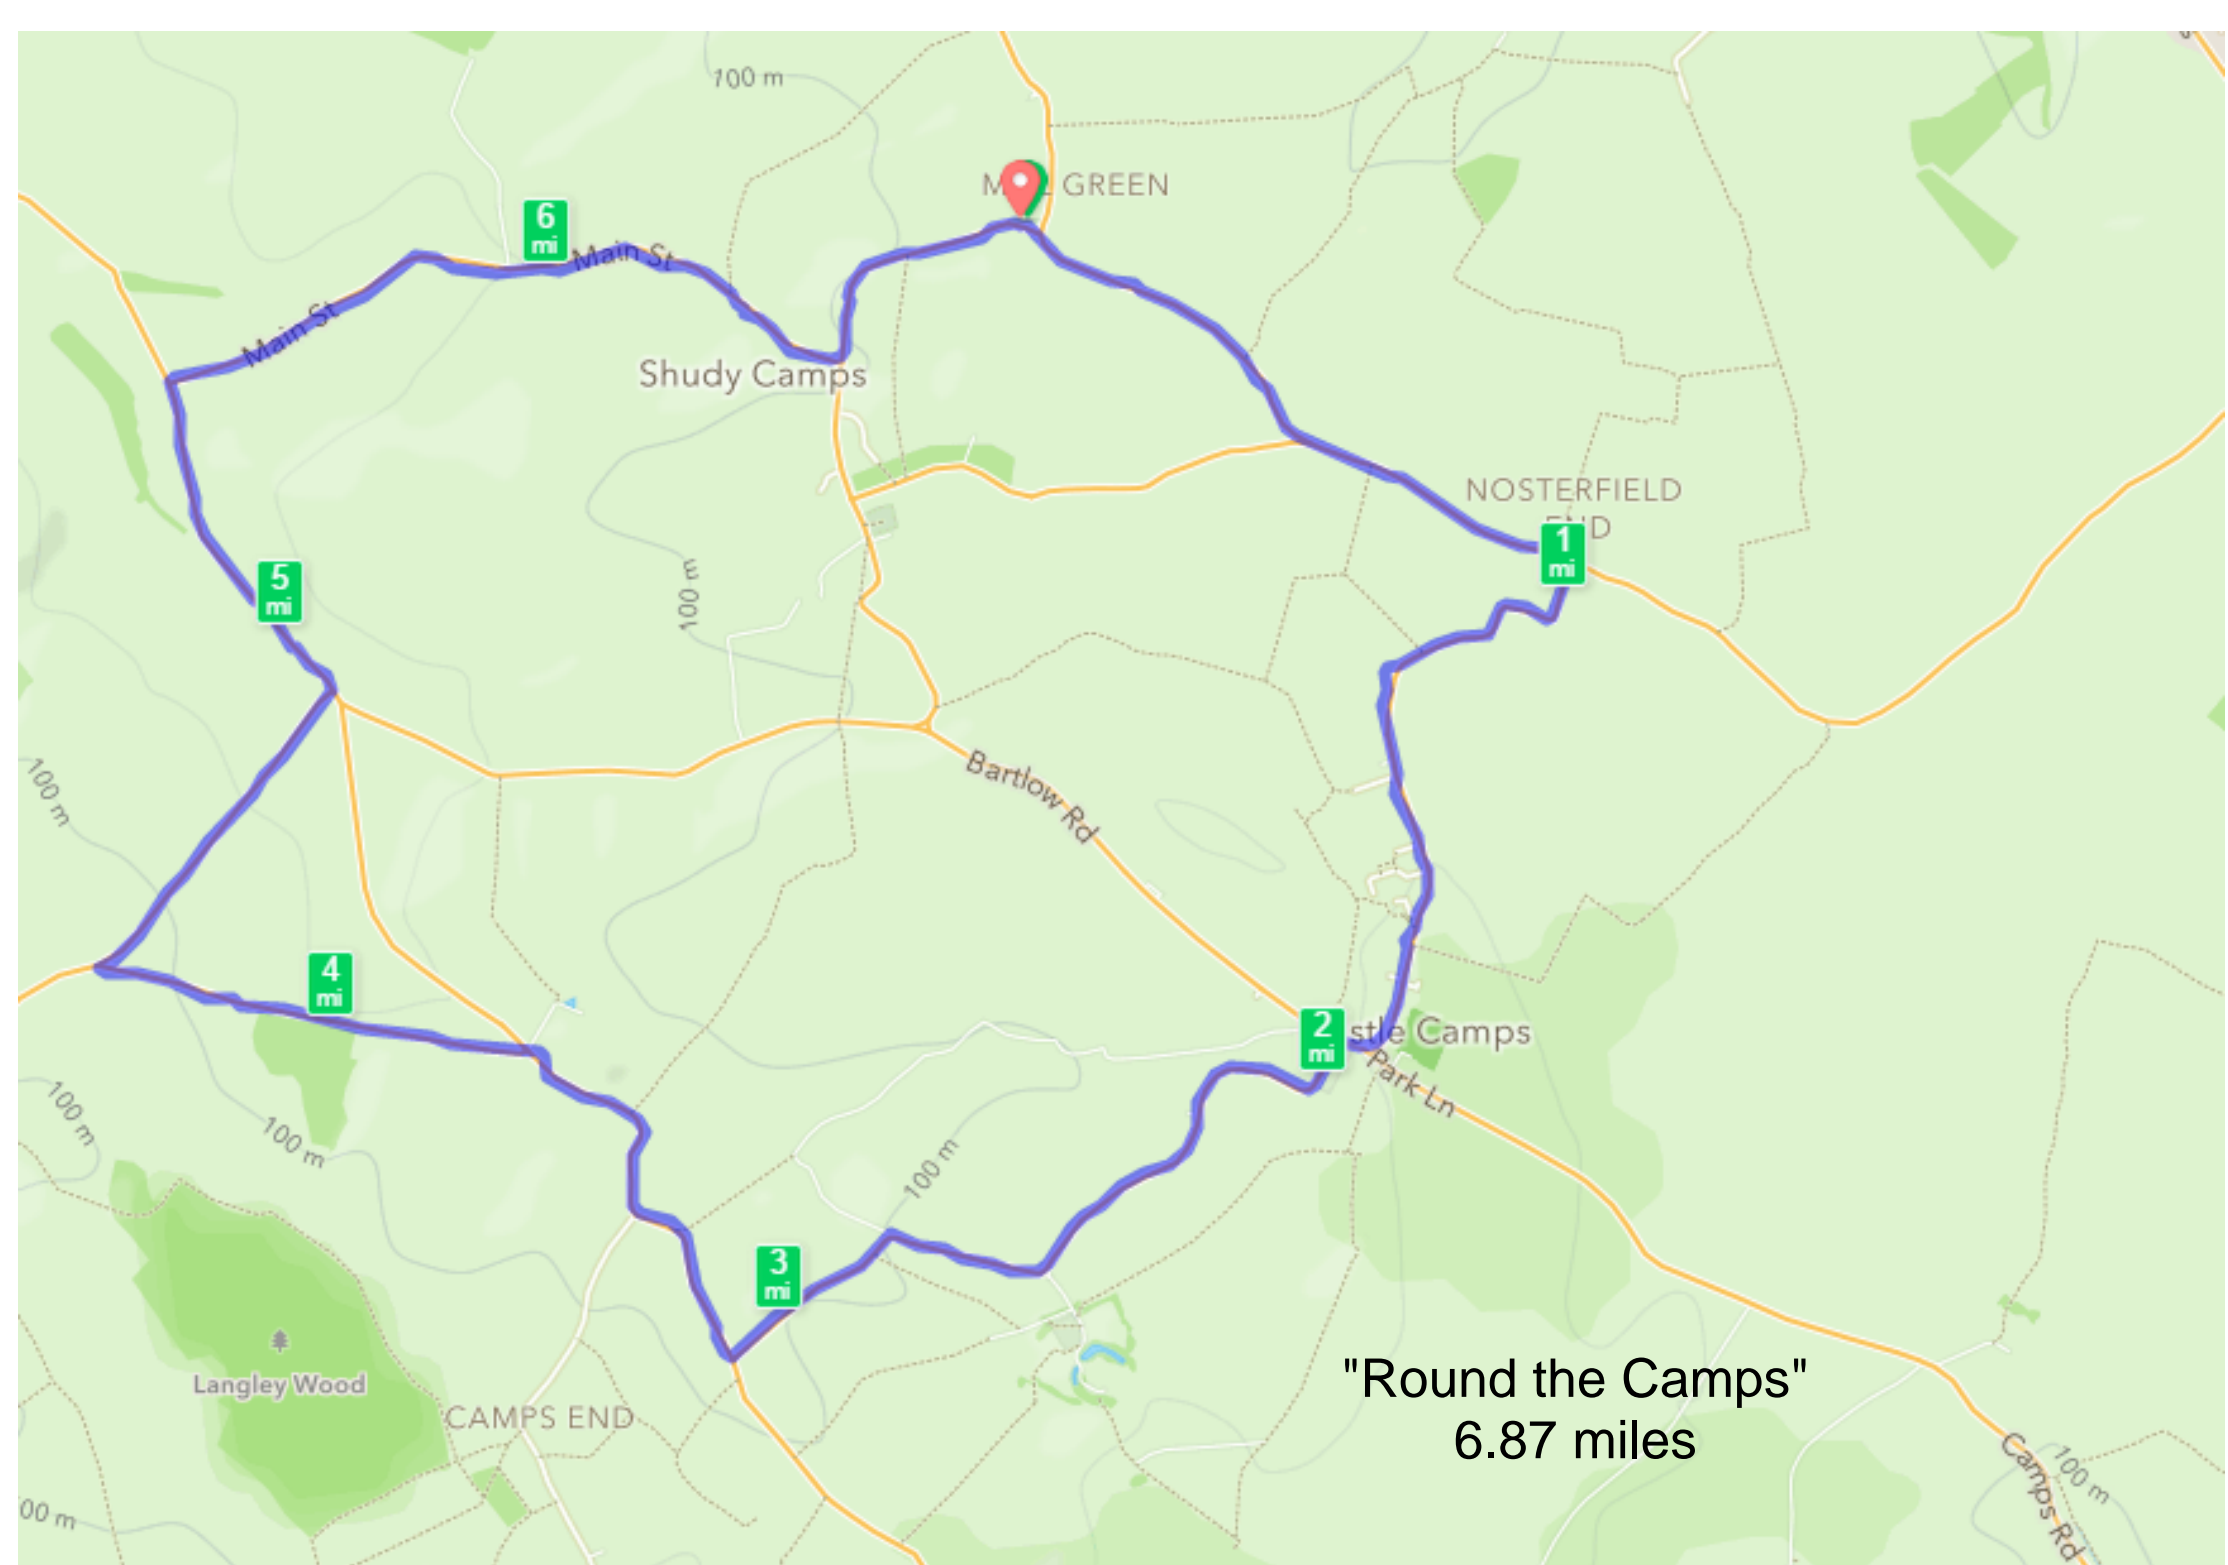 100 m
M GREEN
6
mi
Main St
Main St
Shudy Camps
NOSTERFIELD
1
mi
5
mi
100 m
Bartlow Rd
100 m
4
mi
2
mi
stle Camps
Park Ln
100 m
100 m
100 m
3
mi
Langley Wood
CAMPS END
"Round the Camps"
6.87 miles
Camps Rd
100 m
00 m